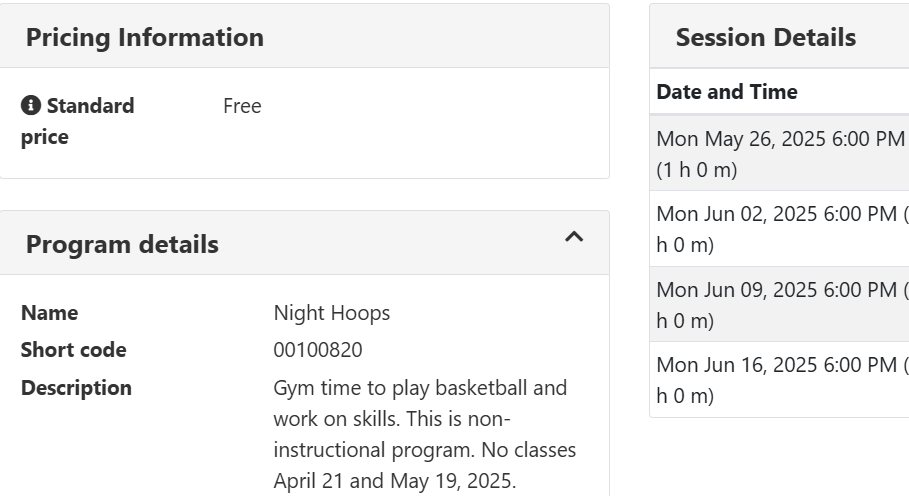 Pricing Information
Standard
price
Free
Program details
Name
Night Hoops
Short code
00100820
Description
Gym time to play basketball and
work on skills. This is non-
instructional program. No classes
April 21 and May 19, 2025.
Session Details
Date and Time
Mon May 26, 2025 6:00 PM
(1 h 0 m)
Mon Jun 02, 2025 6:00 PM (
h 0 m)
Mon Jun 09, 2025 6:00 PM (
h 0 m)
Mon Jun 16, 2025 6:00 PM (
h 0 m)